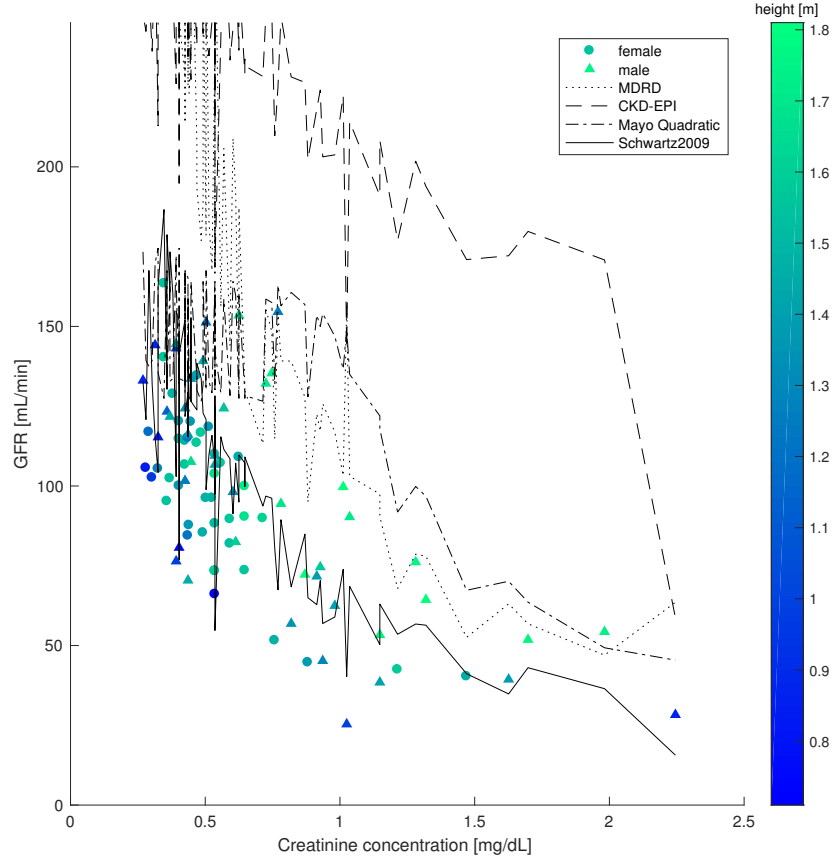 height [m]
female
male
MDRD
CKD-EPI
Mayo Quadratic
Schwartz2009
GFR [mL/min]
200
150
100
50
0
0
0.5
1
1.5
2
2.5
Creatinine concentration [mg/dL]
1.8
1.7
1.6
1.5
1.4
1.3
1.2
1.1
1
0.9
0.8